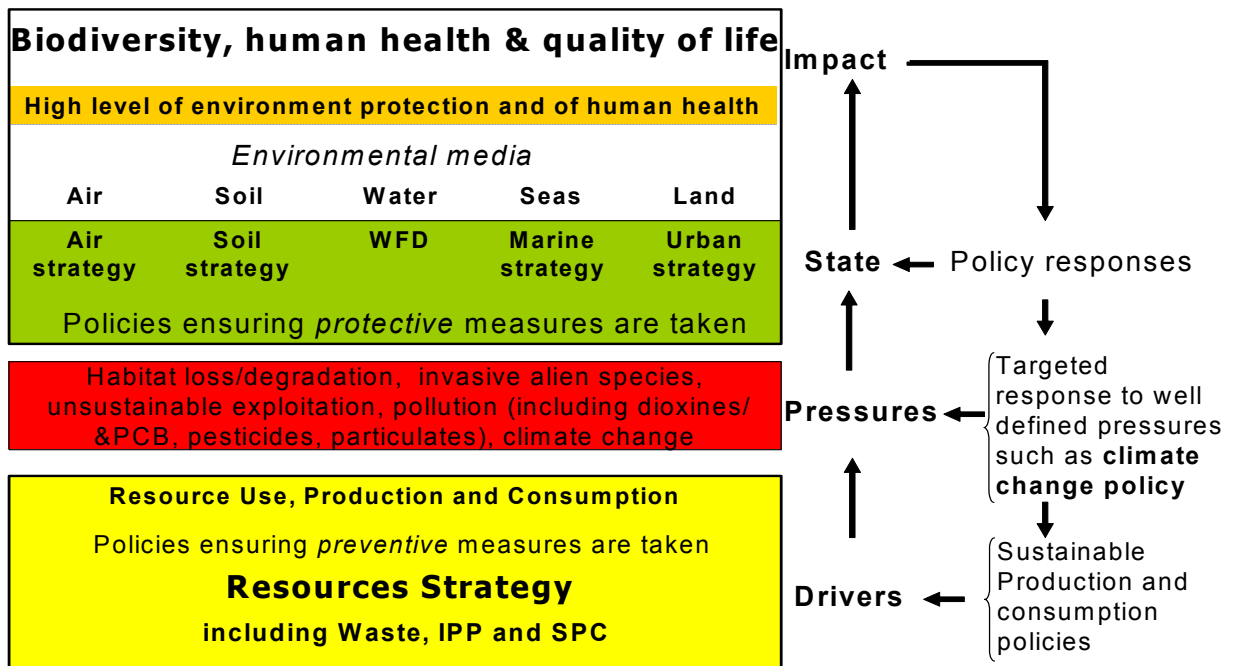 Biodiversity, human health & quality of life
High level of environment protection and of human health
Environmental media
Air Soil Water Seas Land
Air Soil WFD Marine Urban
strategy strategy strategy strategy
Policies ensuring protective measures are taken
Habitat loss/degradation, invasive alien species,
unsustainable exploitation, pollution (including dioxines/
&PCB, pesticides, particulates), climate change
Resource Use, Production and Consumption
Policies ensuring preventive measures are taken
Resources Strategy
including Waste, IPP and SPC
Impact
State
Pressures
Drivers
Policy responses
Targeted
response to well
defined pressures
such as climate
change policy
Sustainable
Production and
consumption
policies